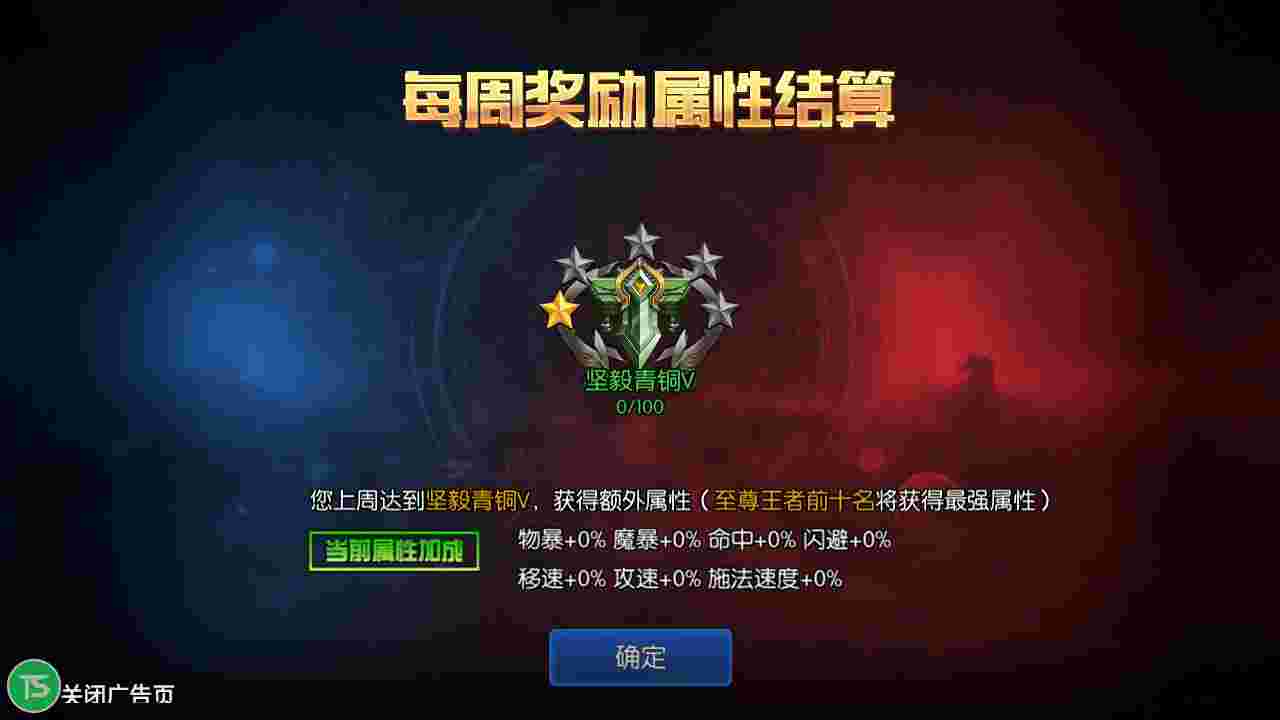 每周奖励属性结算
坚毅青铜V
0/100
您上周达到坚毅青铜V，获得额外属性（至尊王者前十名将获得最强属性）
当前属性加成
物暴+0% 魔暴+0% 命中+0% 闪避+0%
移速+0% 攻速+0% 施法速度+0%
确定
TS 关闭广告页